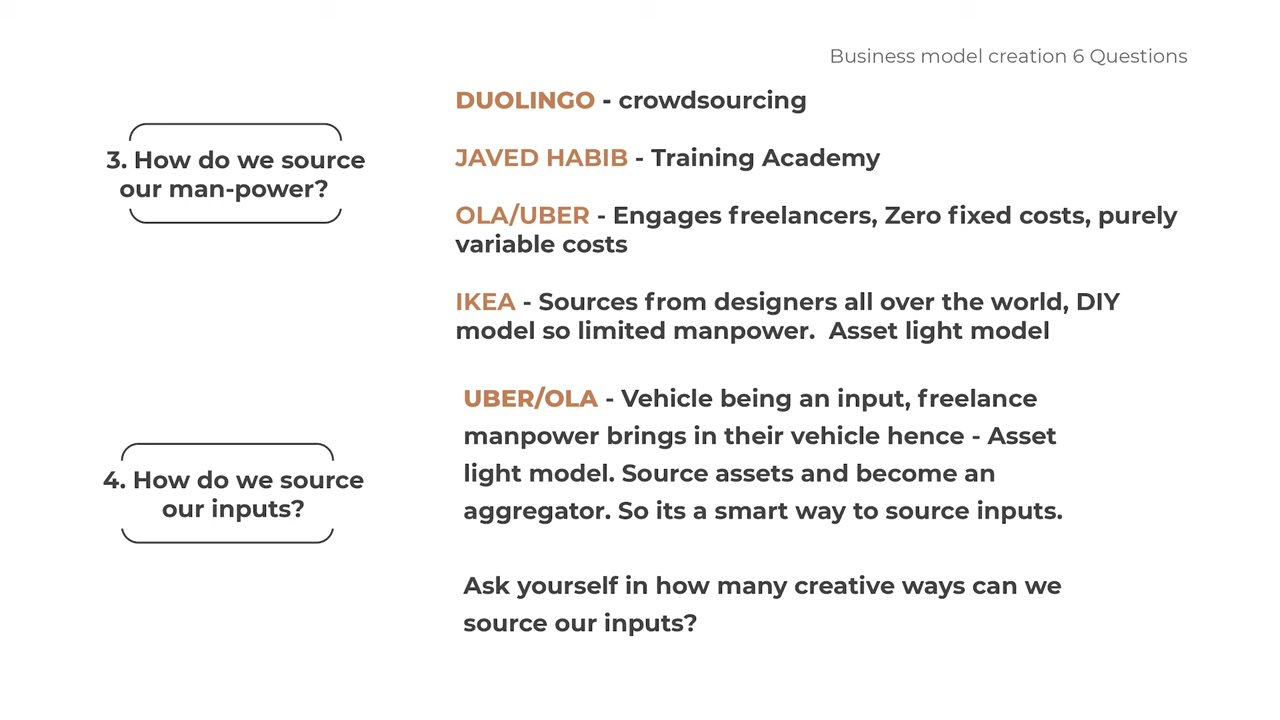 Business model creation 6 Questions
3. How do we source
our man-power?
DUOLINGO - crowdsourcing
JAVED HABIB - Training Academy
OLA/UBER - Engages freelancers, Zero fixed costs, purely
variable costs
IKEA - Sources from designers all over the world, DIY
model so limited manpower.  Asset light model
4. How do we source
our inputs?
UBER/OLA - Vehicle being an input, freelance
manpower brings in their vehicle hence - Asset
light model. Source assets and become an
aggregator. So its a smart way to source inputs.
Ask yourself in how many creative ways can we
source our inputs?